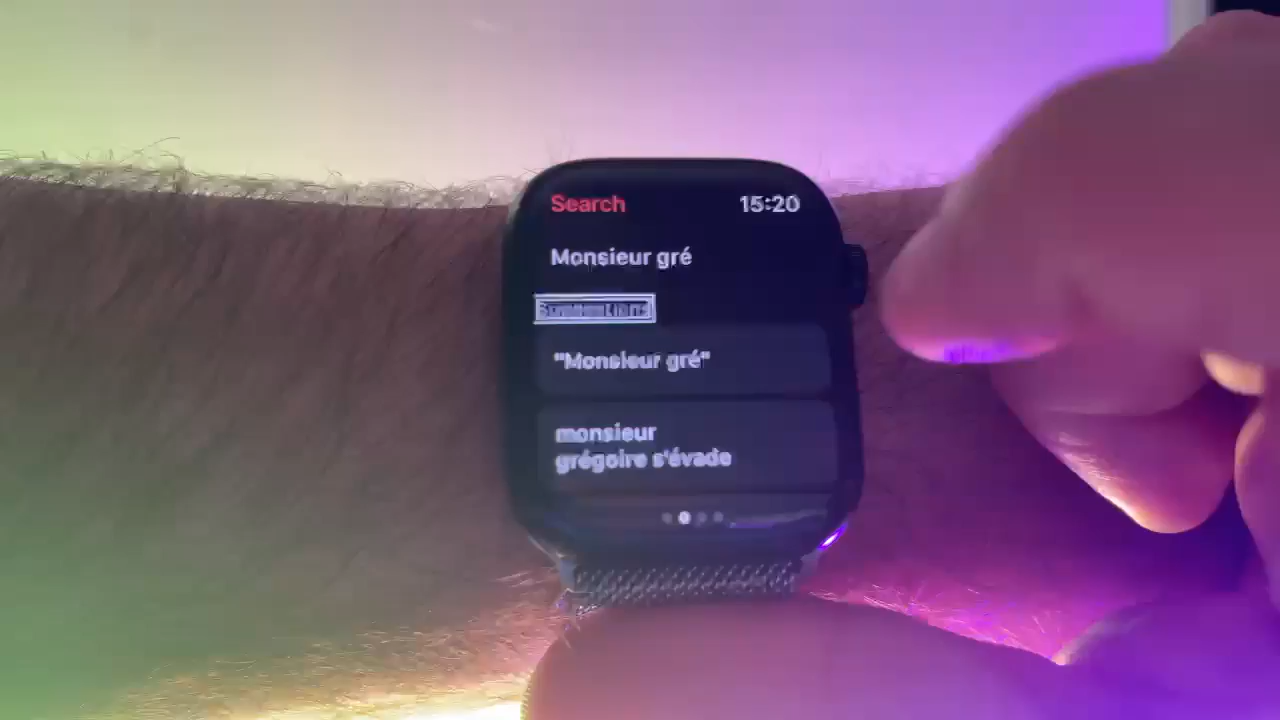 Search
15:20
Monsieur gré
"Monsieur gré"
monsieur
grégoire s'évade